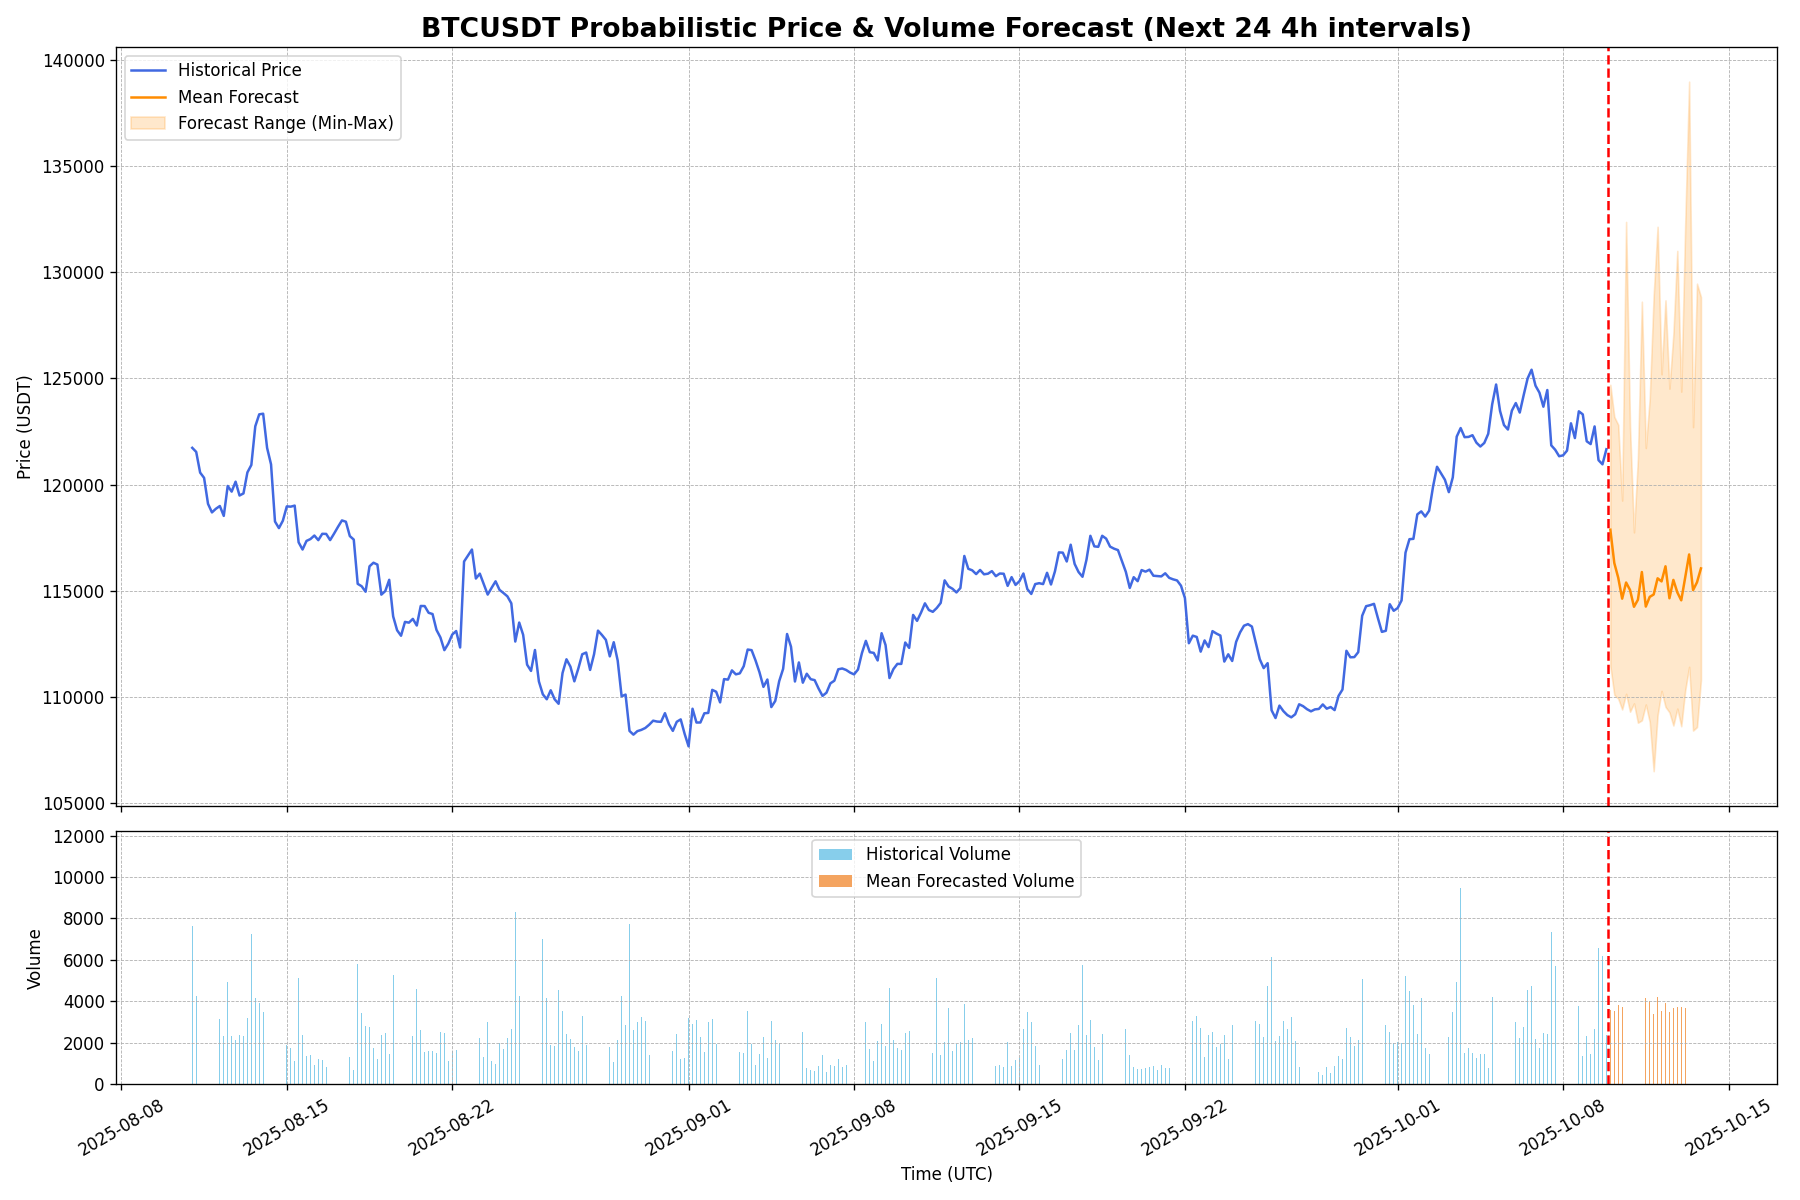 BTCUSDT Probabilistic Price & Volume Forecast (Next 24 4h intervals)
Historical Price
Mean Forecast
Forecast Range (Min-Max)
140000
135000
130000
125000
120000
115000
110000
105000
Price (USDT)
Historical Volume
Mean Forecasted Volume
12000
10000
8000
6000
4000
2000
0
Volume
2025-08-08
2025-08-15
2025-08-22
2025-09-01
2025-09-08
2025-09-15
2025-09-22
2025-10-01
2025-10-08
2025-10-15
Time (UTC)